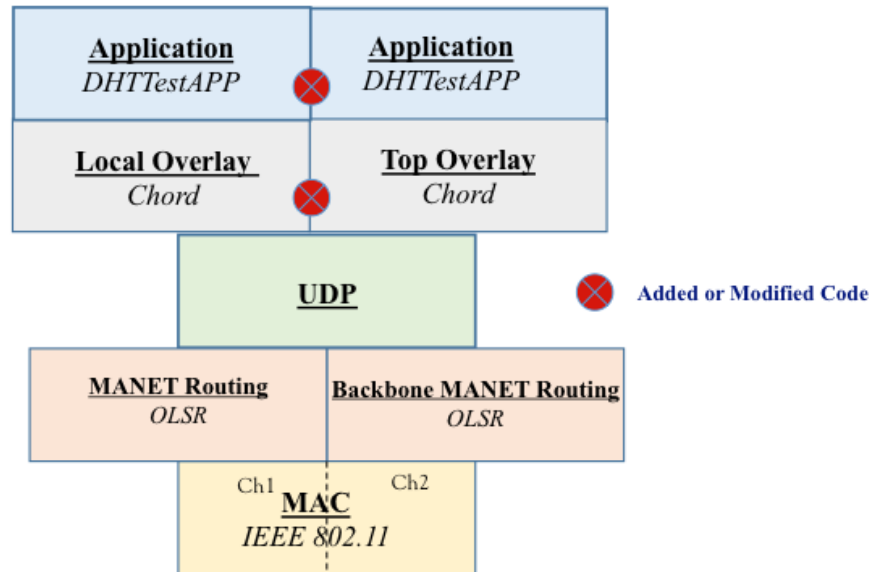 Application
DHTTestAPP
Application
DHTTestAPP
Local Overlay
Chord
Top Overlay
Chord
UDP
Added or Modified Code
MANET Routing
OLSR
Backbone MANET Routing
OLSR
Ch1
Ch2
MAC
IEEE 802.11